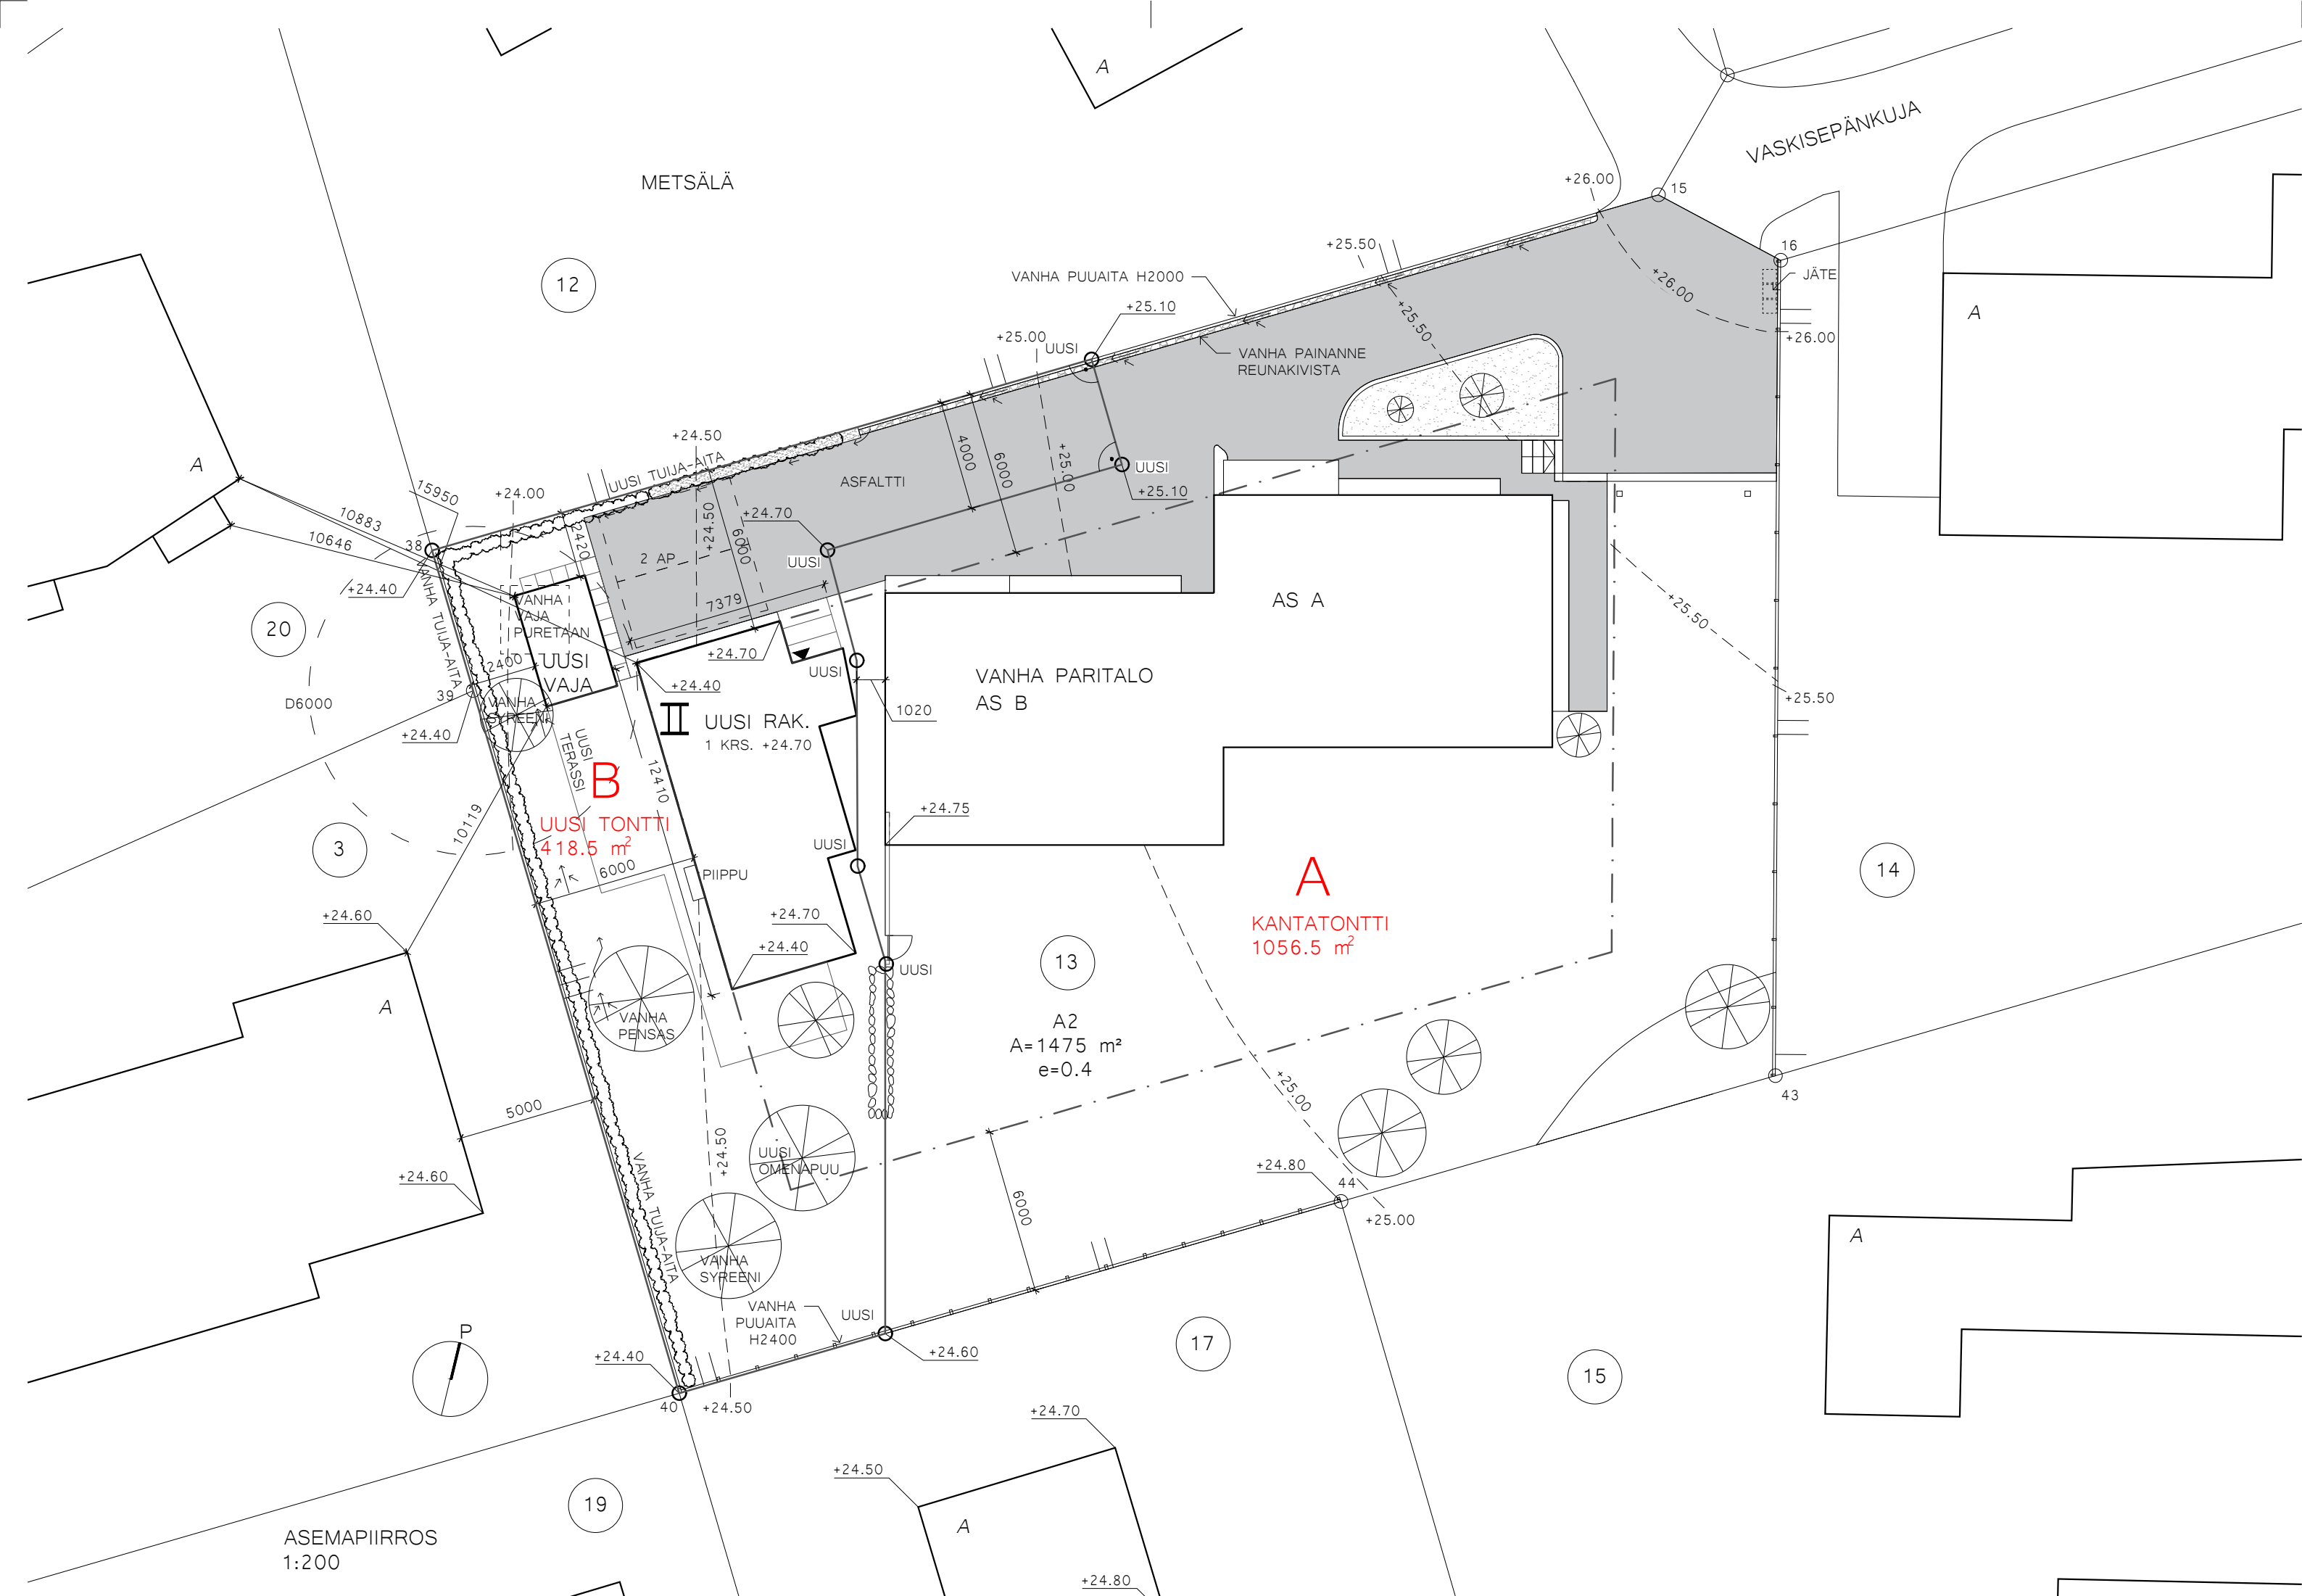 A
VASKISEPÄNKUJA
METSÄLÄ
+26.00
15
+25.50
16
12
VANHA PUUAITA H2000
JÄTE
+26.00
+25.10
+25.50
A
+25.00
UUSI
VANHA PAINANNE
REUNAKIVISTA
+26.00
+24.50
UUSI TUIJA-AITA
4000
6000
+25.00
A
15950
+24.00
ASFALTTI
UUSI
+25.10
10883
2420
+24.50
6000
+24.70
10646
38
2 AP
UUSI
+24.40
VANHA TUIJA-AITA
VANHA
VAJA
PURETAAN
7379
AS A
+25.50
20
UUSI
VAJA
2400
+24.70
UUSI
VANHA PARITALO
AS B
39
+24.40
D6000
VANHA
SYREENI
+25.50
1020
+24.40
II
UUSI RAK.
1 KRS. +24.70
UUSI
TERASSI
12410
B
UUSI TONTTI
418.5 m²
+24.75
10119
3
UUSI
6000
PIIPPU
A
KANTATONTTI
1056.5 m²
14
+24.60
+24.70
+24.40
13
UUSI
A
VANHA
PENSAS
A2
A=1475 m²
e=0.4
+25.00
43
5000
6000
+24.50
UUSI
OMENAPUU
+24.80
44
+24.60
VANHA TUIJA-AITA
+25.00
A
VANHA
SYREENI
VANHA
PUUAITA
H2400
UUSI
P
17
+24.40
+24.60
15
40
+24.50
+24.70
+24.50
19
A
ASEMAPIIRROS
1:200
+24.80